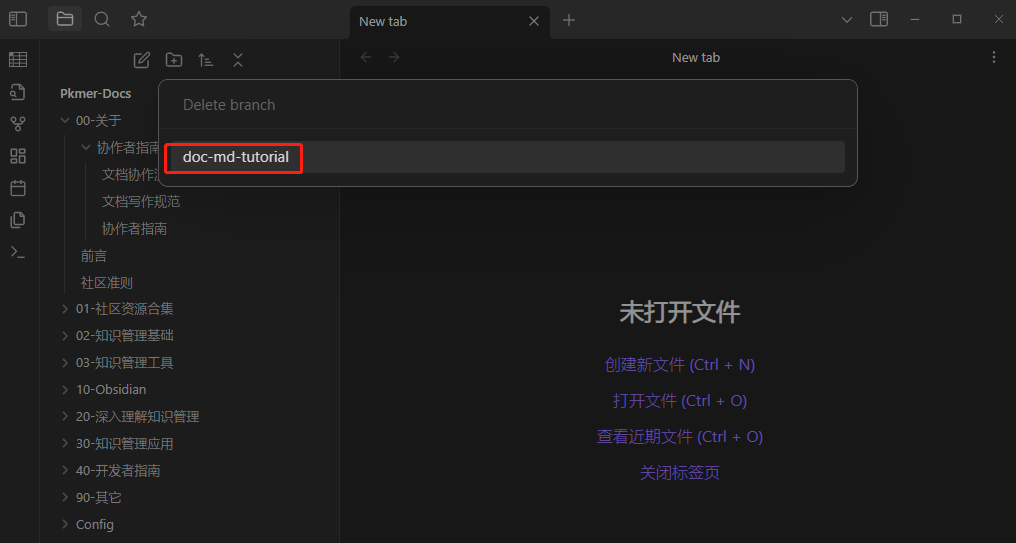 New tab
New tab
Pkmer-Docs
Delete branch
doc-md-tutorial
00-关于
协作者指南
文档协作
文档写作规范
协作者指南
前言
社区准则
01-社区资源合集
02-知识管理基础
03-知识管理工具
10-Obsidian
20-深入理解知识管理
30-知识管理应用
40-开发者指南
90-其它
Config
未打开文件
创建新文件 (Ctrl + N)
打开文件 (Ctrl + O)
查看近期文件 (Ctrl + O)
关闭标签页